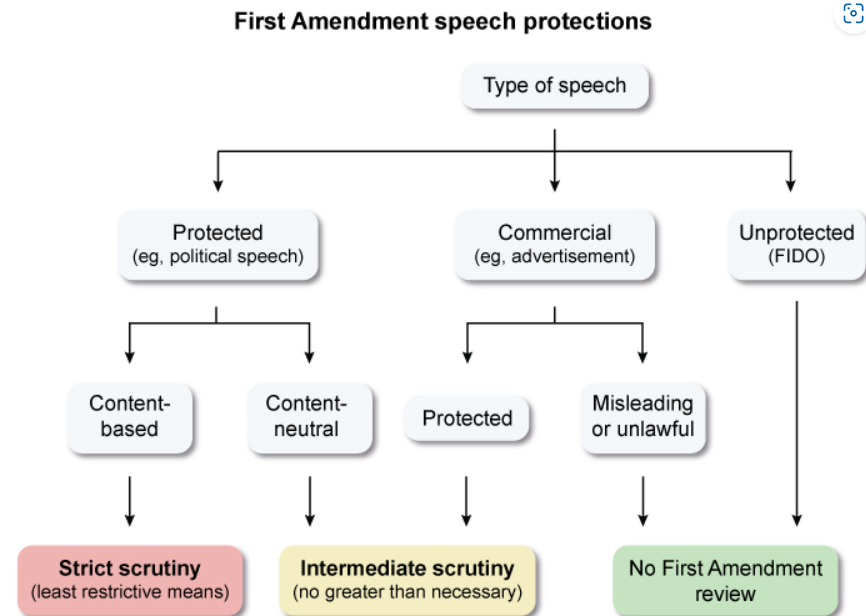 First Amendment speech protections
Type of speech
Protected
(eg, political speech)
Commercial
(eg, advertisement)
Unprotected
(FIDO)
Content-
based
Content-
neutral
Protected
Misleading
or unlawful
Strict scrutiny
(least restrictive means)
Intermediate scrutiny
(no greater than necessary)
No First Amendment
review